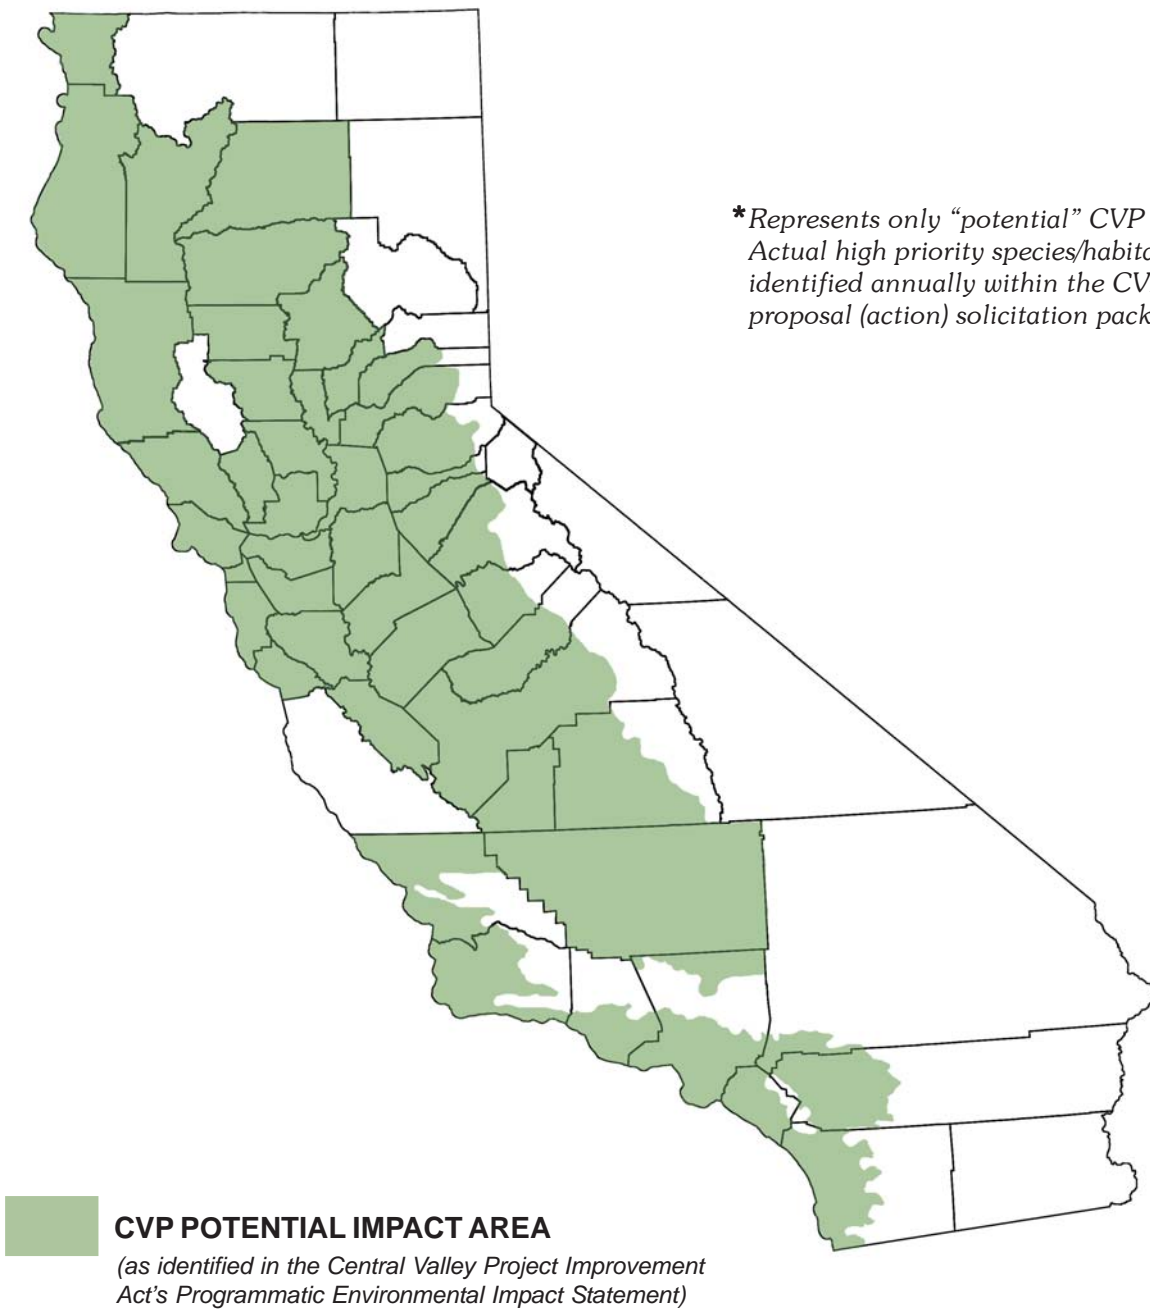 *Represents only “potential” CVP
Actual high priority species/habita
identified annually within the CV
proposal (action) solicitation pack
CVP POTENTIAL IMPACT AREA
(as identified in the Central Valley Project Improvement
Act's Programmatic Environmental Impact Statement)